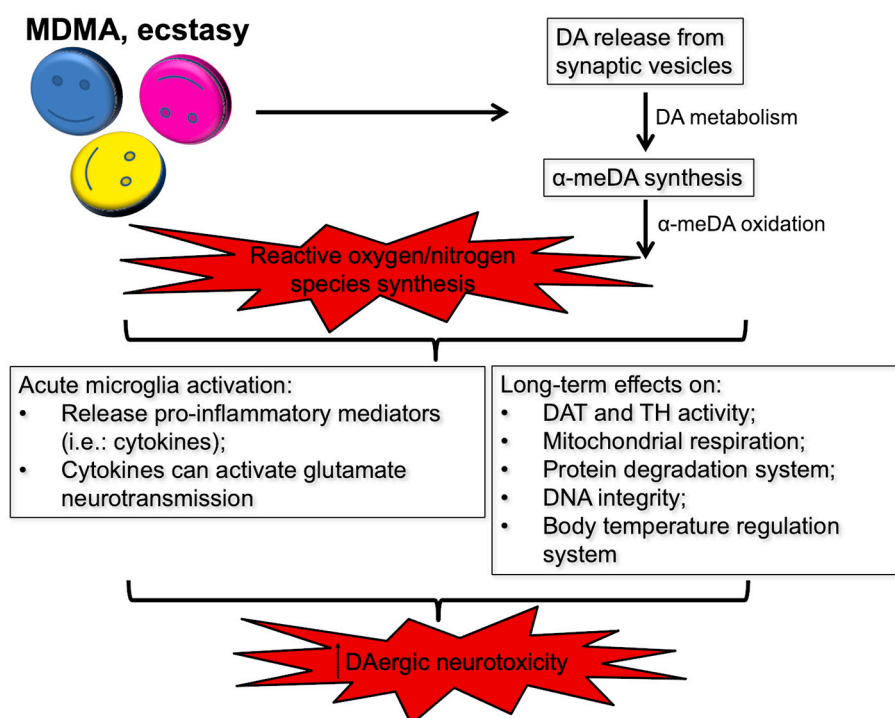 MDMA, ecstasy
DA release from
synaptic vesicles
DA metabolism
α-meDA synthesis
α-meDA oxidation
Reactive oxygen/nitrogen
species synthesis
Acute microglia activation:
• Release pro-inflammatory mediators
(i.e.: cytokines);
• Cytokines can activate glutamate
neurotransmission
Long-term effects on:
• DAT and TH activity;
• Mitochondrial respiration;
• Protein degradation system;
• DNA integrity;
• Body temperature regulation
system
↑ DAergic neurotoxicity